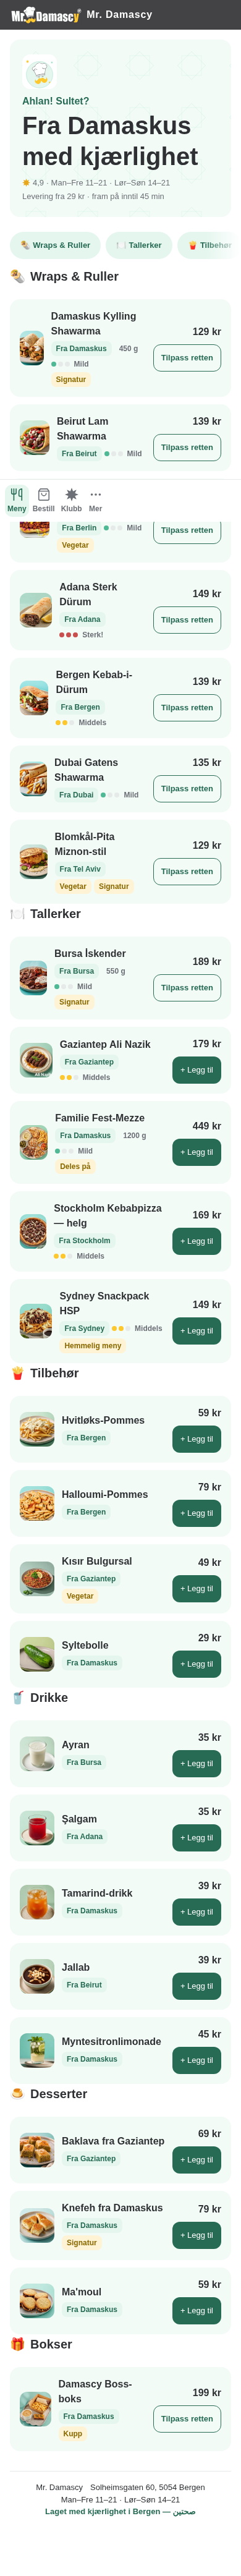 Mr. Damascy Mr. Damascy
Ahlan! Sultet?
Fra Damaskus
med kjærlighet
4,9 · Man–Fre 11–21 · Lør–Søn 14–21
Levering fra 29 kr · fram på inntil 45 min
Wraps & Ruller
Tallerker
Tilbehør
Wraps & Ruller
Damaskus Kylling
Shawarma
Fra Damaskus 450 g
Mild
Signatur
129 kr
Tilpass retten
Beirut Lam
Shawarma
Fra Beirut Mild
139 kr
Tilpass retten
Meny Bestill Klubb Mer
Fra Berlin Mild
Vegetar
Tilpass retten
Adana Sterk
Dürum
Fra Adana
Sterk!
149 kr
Tilpass retten
Bergen Kebab-i-
Dürum
Fra Bergen
Middels
139 kr
Tilpass retten
Dubai Gatens
Shawarma
Fra Dubai Mild
135 kr
Tilpass retten
Blomkål-Pita
Miznon-stil
Fra Tel Aviv
Vegetar Signatur
129 kr
Tilpass retten
Tallerker
Bursa İskender
Fra Bursa 550 g
Mild
Signatur
189 kr
Tilpass retten
Gaziantep Ali Nazik
Fra Gaziantep
Middels
179 kr
+ Legg til
Familie Fest-Mezze
Fra Damaskus 1200 g
Mild
Deles på
449 kr
+ Legg til
Stockholm Kebabpizza
— helg
Fra Stockholm
Middels
169 kr
+ Legg til
Sydney Snackpack
HSP
Fra Sydney Middels
Hemmelig meny
149 kr
+ Legg til
Tilbehør
Hvitløks-Pommes
Fra Bergen
59 kr
+ Legg til
Halloumi-Pommes
Fra Bergen
79 kr
+ Legg til
Kısır Bulgursal
Fra Gaziantep
Vegetar
49 kr
+ Legg til
Syltebolle
Fra Damaskus
29 kr
+ Legg til
Drikke
Ayran
Fra Bursa
35 kr
+ Legg til
Şalgam
Fra Adana
35 kr
+ Legg til
Tamarind-drikk
Fra Damaskus
39 kr
+ Legg til
Jallab
Fra Beirut
39 kr
+ Legg til
Myntesitronlimonade
Fra Damaskus
45 kr
+ Legg til
Desserter
Baklava fra Gaziantep
Fra Gaziantep
69 kr
+ Legg til
Knefeh fra Damaskus
Fra Damaskus
Signatur
79 kr
+ Legg til
Ma'moul
Fra Damaskus
59 kr
+ Legg til
Bokser
Damascy Boss-
boks
Fra Damaskus
Kupp
199 kr
Tilpass retten
Mr. Damascy Solheimsgaten 60, 5054 Bergen
Man–Fre 11–21 · Lør–Søn 14–21
Laget med kjærlighet i Bergen — صحتين